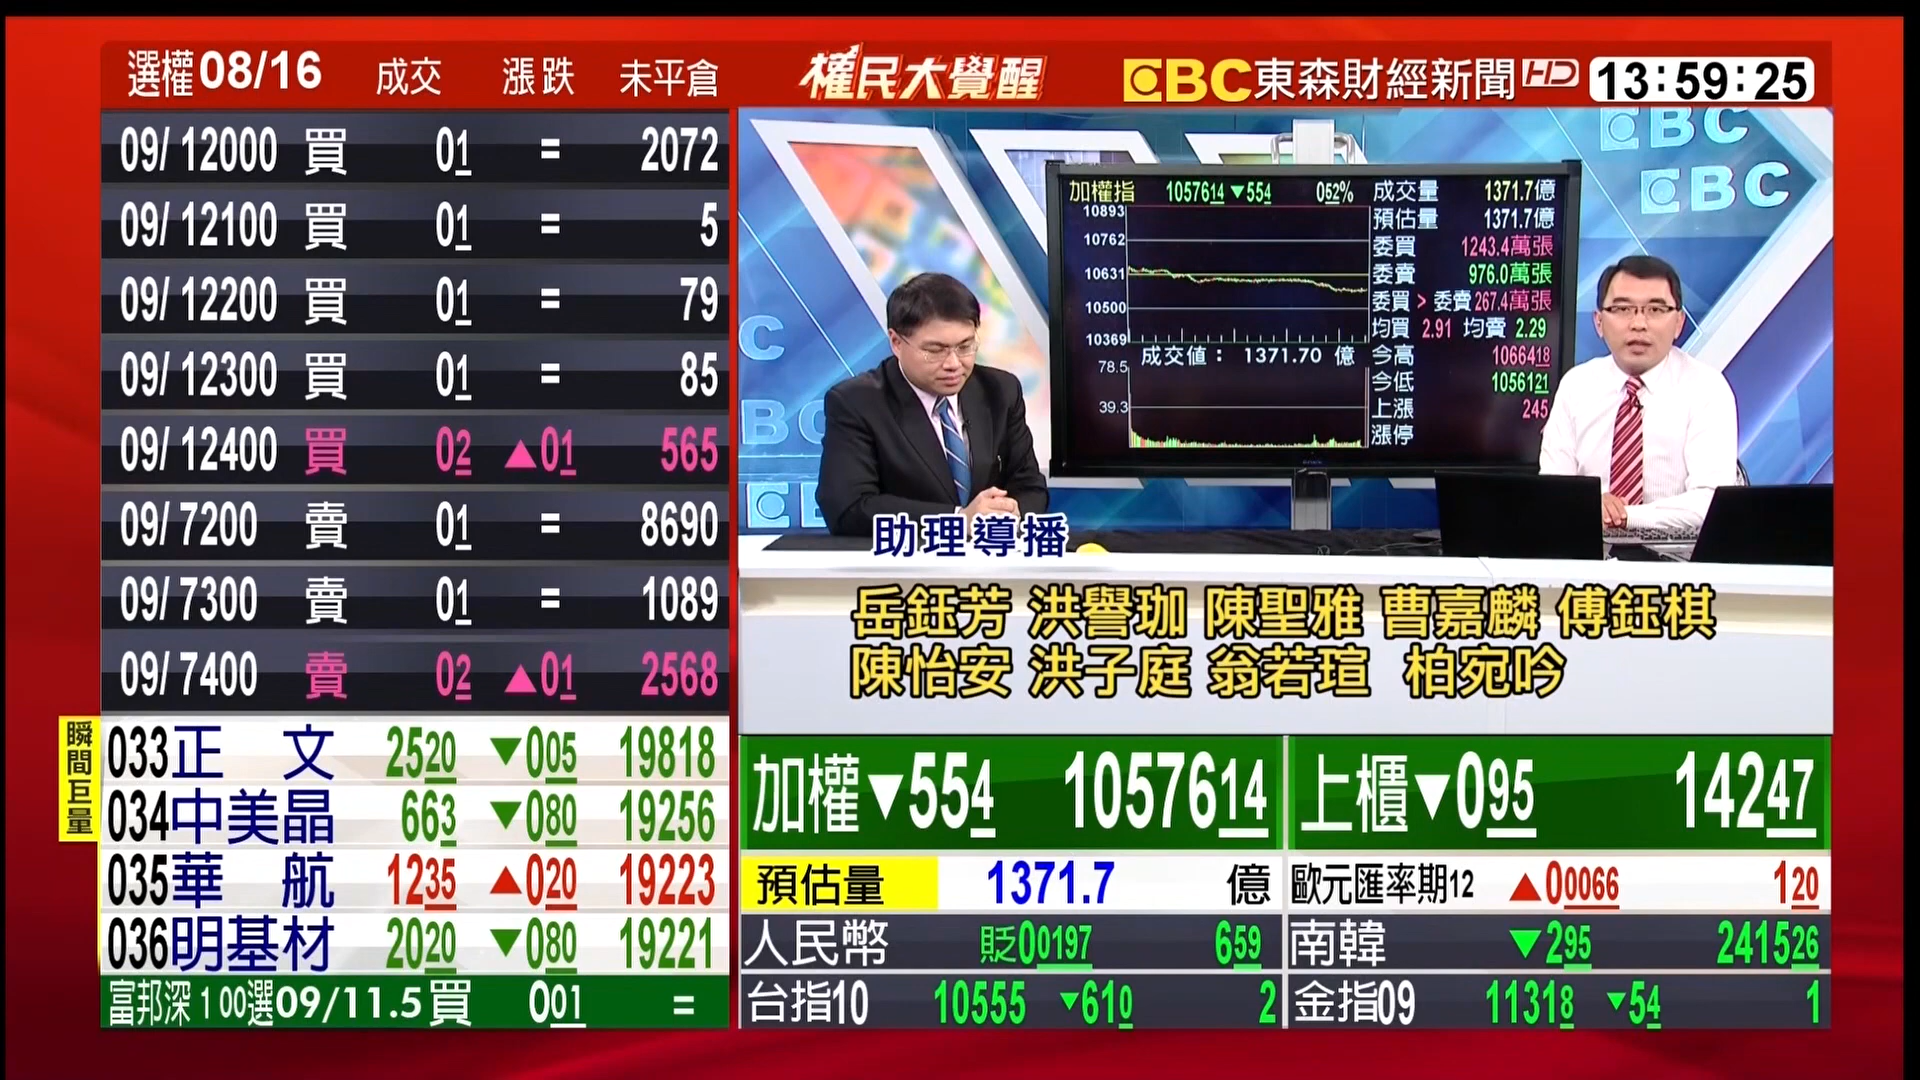 選權08/16 成交 漲跌 未平倉
權民大覺醒
EBC東森財經新聞HD 13:59:25
09/12000 買 01 = 2072
09/12100 買 01 = 5
09/12200 買 01 = 79
09/12300 買 01 = 85
09/12400 買 02 ▲01 565
09/7200 賣 01 = 8690
09/7300 賣 01 = 1089
09/7400 賣 02 ▲01 2568
瞬間巨量
033正文 2520 ▼005 19818
034中美晶 663 ▼080 19256
035華航 1235 ▲020 19223
036明基材 2020 ▼080 19221
富邦深100選09/11.5買 001 =
EBC
EBC
加權指 1057614 ▼554 052%
10893
10762
10631
10500
10369
成交值: 1371.70 億
78.5
39.3
成交量 1371.7億
預估量 1371.7億
委買 1243.4萬張
委賣 976.0萬張
委買 > 委賣 267.4萬張
均買 2.91 均賣 2.29
今高 1066418
今低 1056121
上漲 245
漲停
助理導播
岳鈺芳 洪譽珈 陳聖雅 曹嘉麟 傅鈺棋
陳怡安 洪子庭 翁若瑄 柏宛吟
加權▼554 1057614
上櫃▼095 14247
預估量 1371.7 億
歐元匯率期12 ▲00066 120
人民幣 貶00197 659
南韓 ▼295 241526
台指10 10555 ▼610 2
金指09 11318 ▼54 1